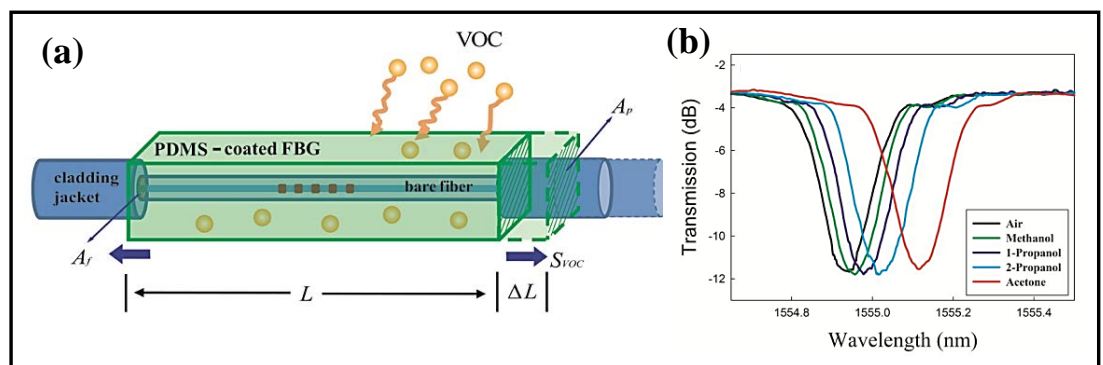 (a)
VOC
A_p
PDMS – coated FBG
cladding
jacket
bare fiber
A_f
S_VOC
L
ΔL
(b)
Transmission (dB)
-2
-4
-6
-8
-10
-12
Air
Methanol
1-Propanol
2-Propanol
Acetone
1554.8
1555.0
1555.2
1555.4
Wavelength (nm)